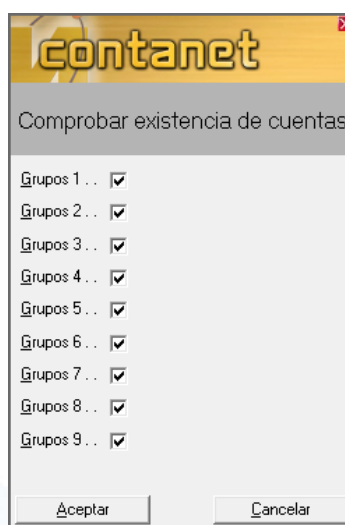 contanet
Comprobar existencia de cuentas
Grupos 1 . .
Grupos 2 . .
Grupos 3 . .
Grupos 4 . .
Grupos 5 . .
Grupos 6 . .
Grupos 7 . .
Grupos 8 . .
Grupos 9 . .
Aceptar Cancelar